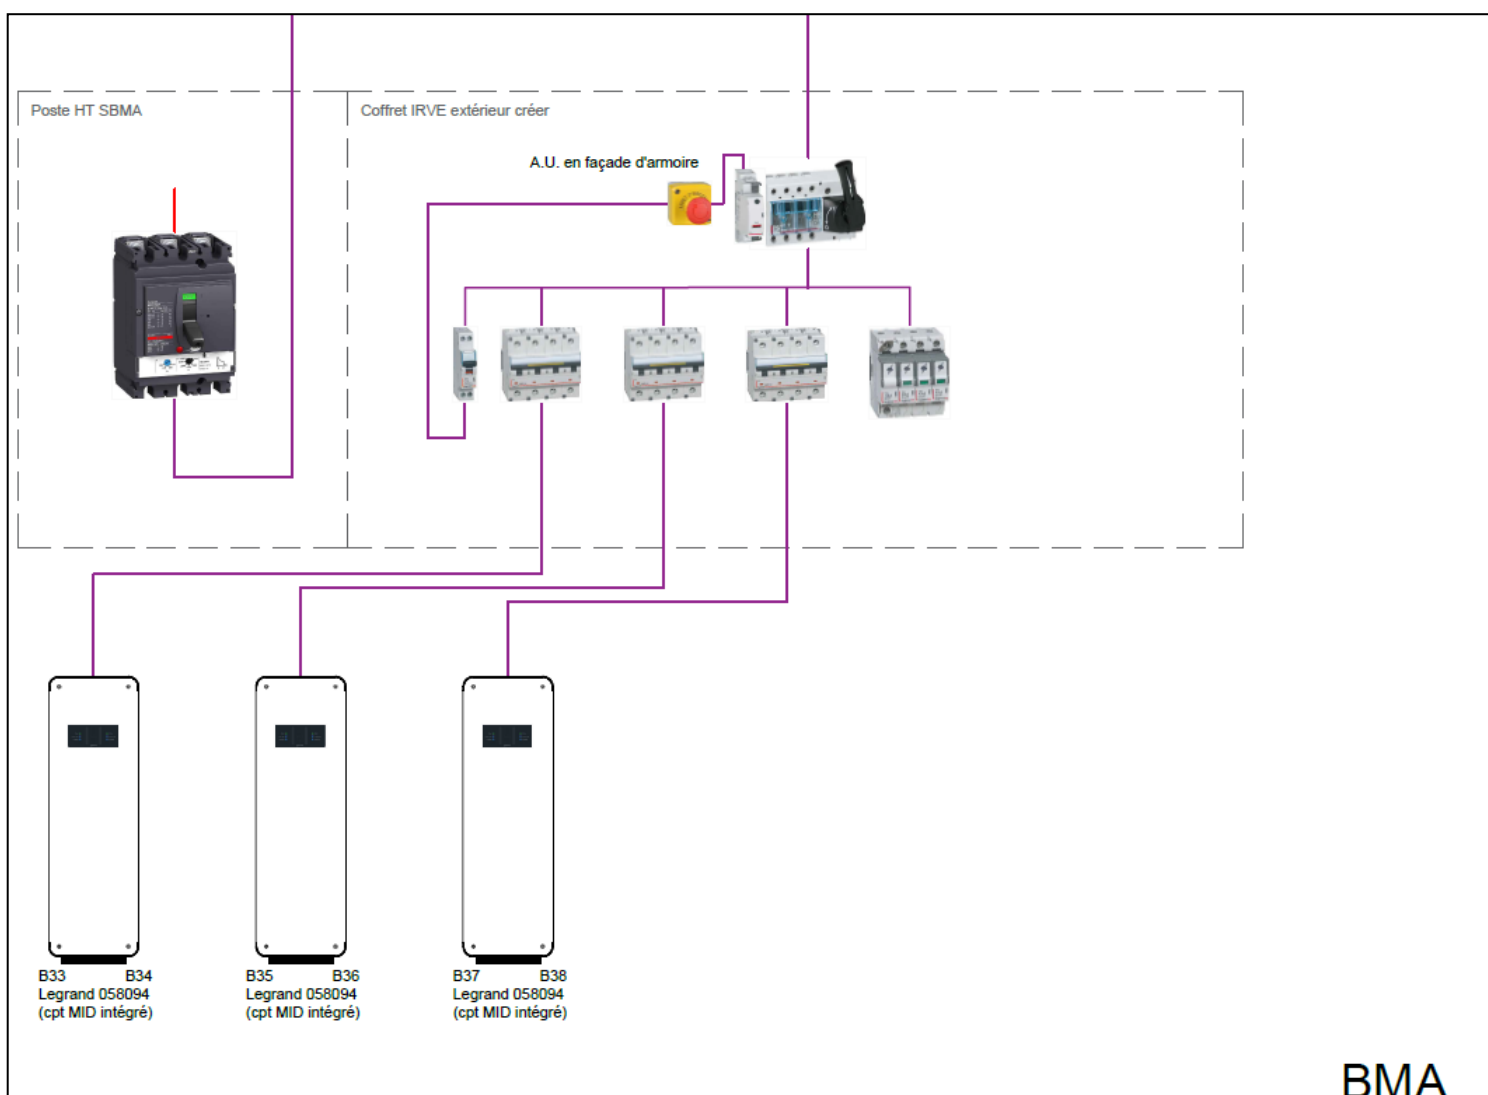 Poste HT SBMA
Coffret IRVE extérieur créer
A.U. en façade d'armoire
B33 B34
Legrand 058094
(cpt MID intégré)
B35 B36
Legrand 058094
(cpt MID intégré)
B37 B38
Legrand 058094
(cpt MID intégré)
BMA